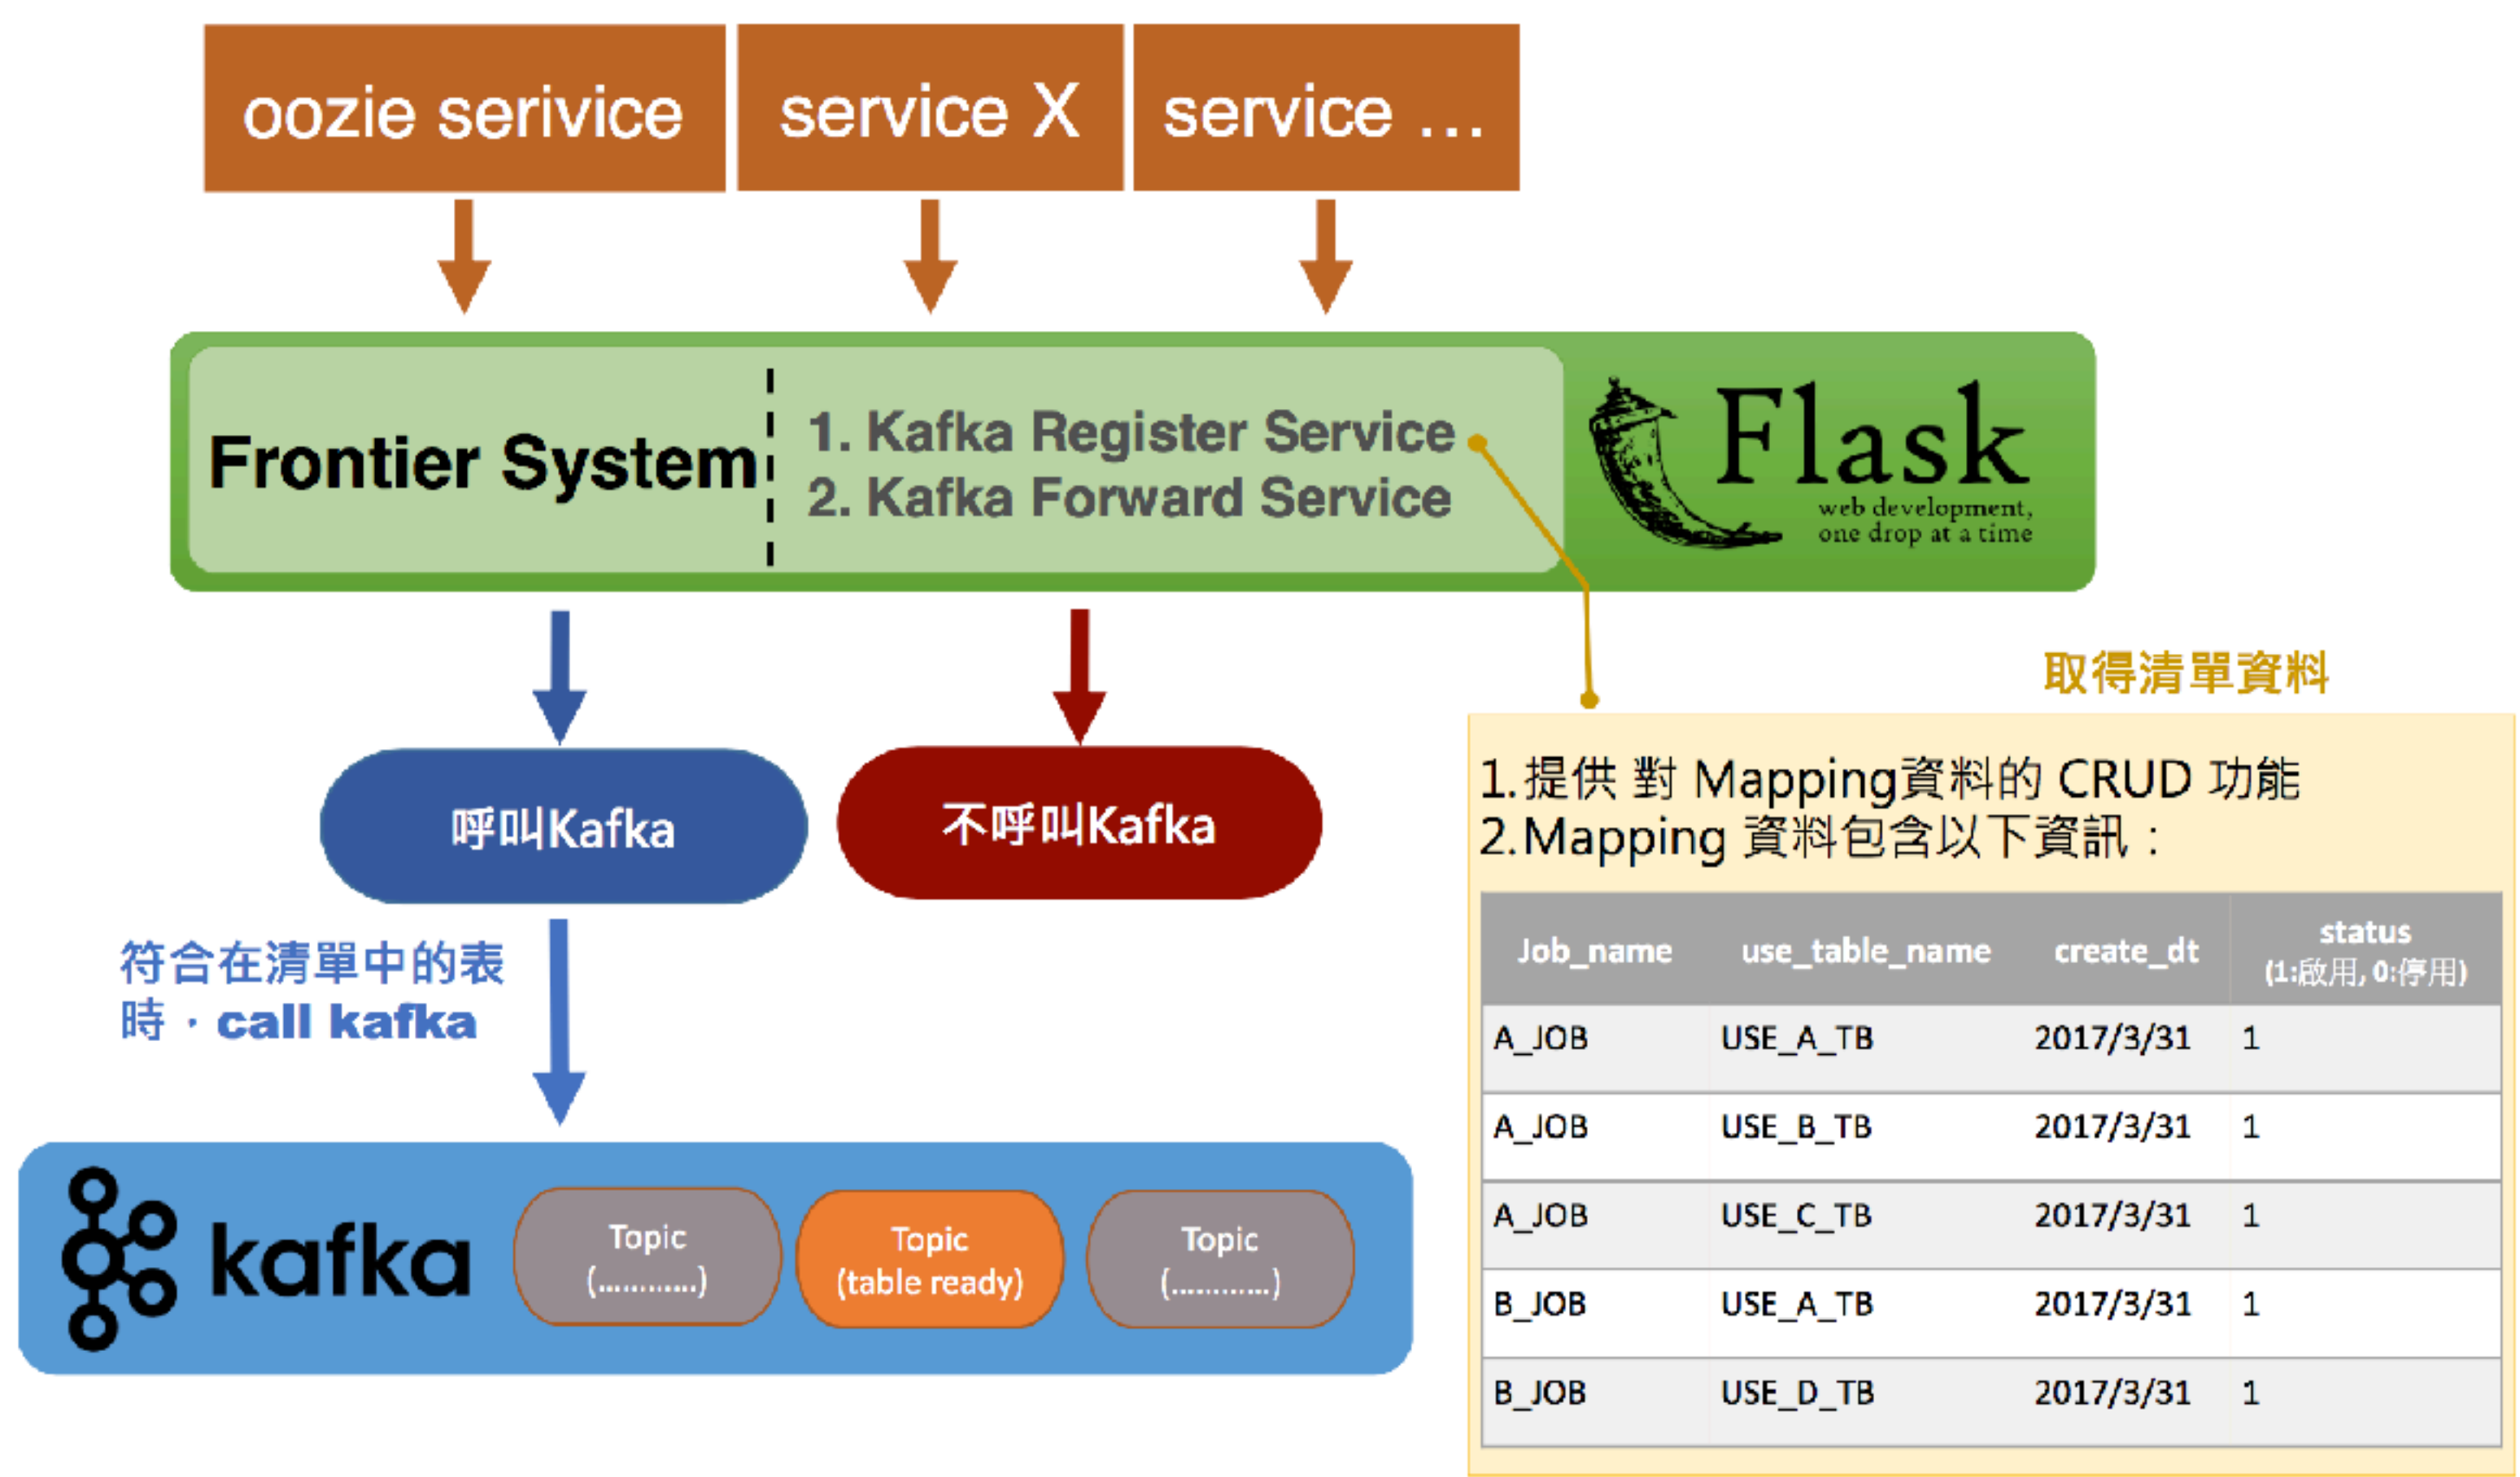 oozie serivice
service X
service ...
Frontier System
1. Kafka Register Service
2. Kafka Forward Service
Flask
web development,
one drop at a time
取得清單資料
呼叫Kafka
不呼叫Kafka
1.提供 對 Mapping資料的 CRUD 功能
2.Mapping 資料包含以下資訊：
符合在清單中的表
時，call kafka
Job_name use_table_name create_dt status
(1:啟用, 0:停用)
A_JOB USE_A_TB 2017/3/31 1
A_JOB USE_B_TB 2017/3/31 1
A_JOB USE_C_TB 2017/3/31 1
B_JOB USE_A_TB 2017/3/31 1
B_JOB USE_D_TB 2017/3/31 1
kafka
Topic
(............)
Topic
(table ready)
Topic
(............)